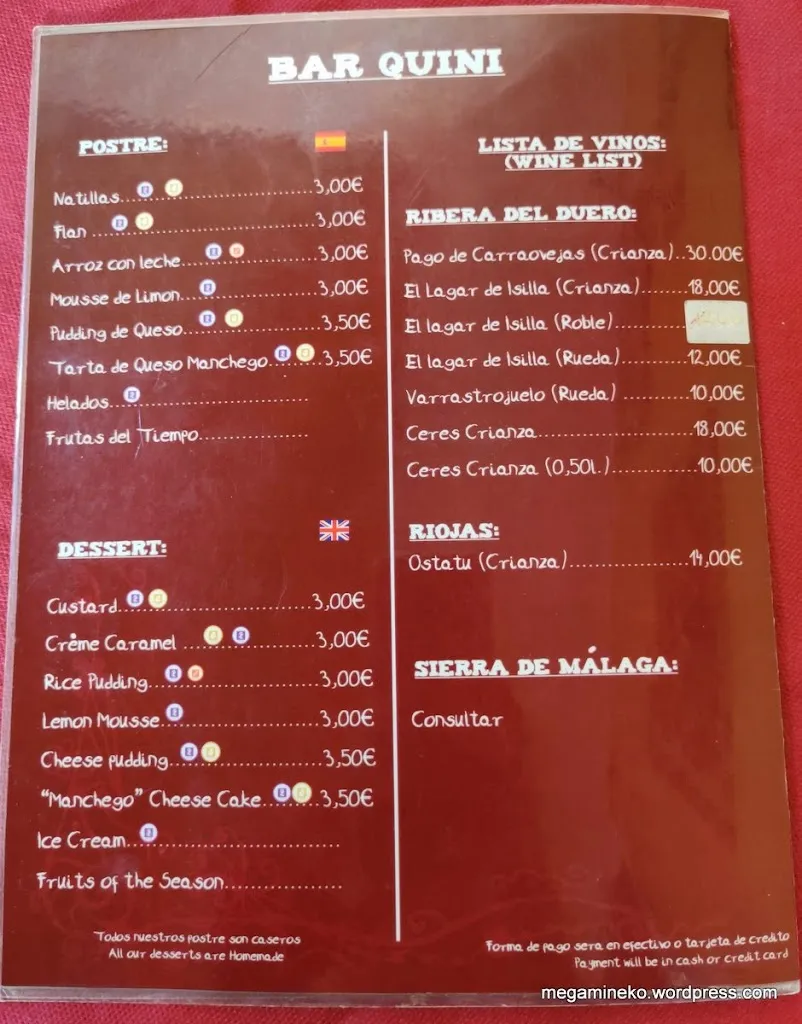 BAR QUINI
POSTRE:
Natillas..............................3,00€
Flan..............................3,00€
Arroz con leche....................3,00€
Mousse de Limon....................3,00€
Pudding de Queso....................3,50€
Tarta de Queso Manchego........3,50€
Helados..............................
Frutas del Tiempo................
DESSERT:
Custard..............................3,00€
Crême Caramel ....................3,00€
Rice Pudding........................3,00€
Lemon Mousse........................3,00€
Cheese pudding....................3,50€
"Manchego" Cheese Cake........3,50€
Ice Cream..............................
Fruits of the Season................
Todos nuestros postre son caseros
All our desserts are Homemade
LISTA DE VINOS:
(WINE LIST)
RIBERA DEL DUERO:
Pago de Carraovejas (Crianza)..30.00€
El Lagar de Isilla (Crianza)........18,00€
El lagar de Isilla (Roble)............
El lagar de Isilla (Rueda)..........12,00€
Varrastrojuelo (Rueda) ..........10,00€
Ceres Crianza........................18,00€
Ceres Crianza (0,50l.).............10,00€
RIOJAS:
Ostatu (Crianza)....................14,00€
SIERRA DE MÁLAGA:
Consultar
Forma de pago sera en efectivo o tarjeta de credito
Payment will be in cash or credit card
megamineko.wordpress.com